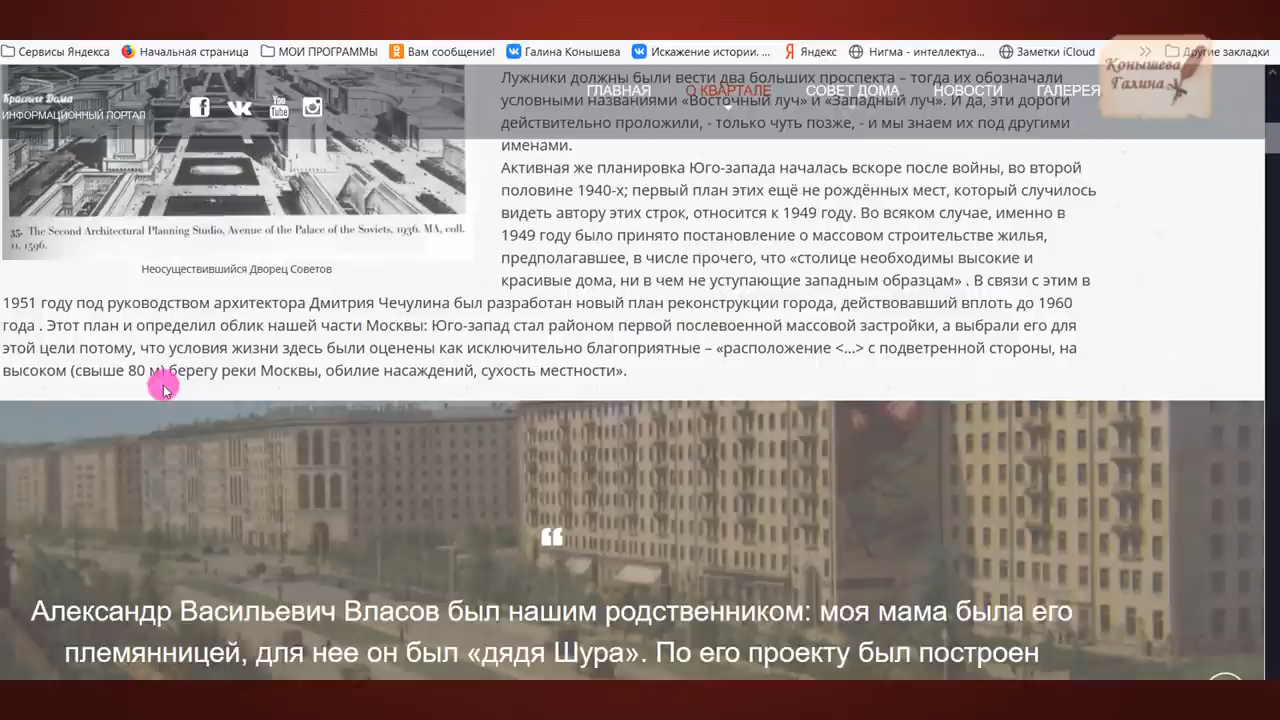 Сервисы Яндекса Начальная страница МОИ ПРОГРАММЫ Вам сообщение! Галина Конышева Искажение истории. ... Яндекс Нигма - интеллектуа... Заметки iCloud Другие закладки
Конышева
Галина
Красные Дома
ИНФОРМАЦИОННЫЙ ПОРТАЛ
You
Tube
ГЛАВНАЯ О КВАРТАЛЕ СОВЕТ ДОМА НОВОСТИ ГАЛЕРЕЯ
35. The Second Architectural Planning Studio, Avenue of the Palace of the Soviets, 1936. MA, coll.
11, 1596.
Неосуществившийся Дворец Советов
Лужники должны были вести два больших проспекта – тогда их обозначали
условными названиями «Восточный луч» и «Западный луч». И да, эти дороги
действительно проложили, - только чуть позже, - и мы знаем их под другими
именами.
Активная же планировка Юго-запада началась вскоре после войны, во второй
половине 1940-х; первый план этих ещё не рождённых мест, который случилось
видеть автору этих строк, относится к 1949 году. Во всяком случае, именно в
1949 году было принято постановление о массовом строительстве жилья,
предполагавшее, в числе прочего, что «столице необходимы высокие и
красивые дома, ни в чем не уступающие западным образцам» . В связи с этим в
1951 году под руководством архитектора Дмитрия Чечулина был разработан новый план реконструкции города, действовавший вплоть до 1960
года . Этот план и определил облик нашей части Москвы: Юго-запад стал районом первой послевоенной массовой застройки, а выбрали его для
этой цели потому, что условия жизни здесь были оценены как исключительно благоприятные – «расположение <...> с подветренной стороны, на
высоком (свыше 80 м) берегу реки Москвы, обилие насаждений, сухость местности».
“
Александр Васильевич Власов был нашим родственником: моя мама была его
племянницей, для нее он был «дядя Шура». По его проекту был построен